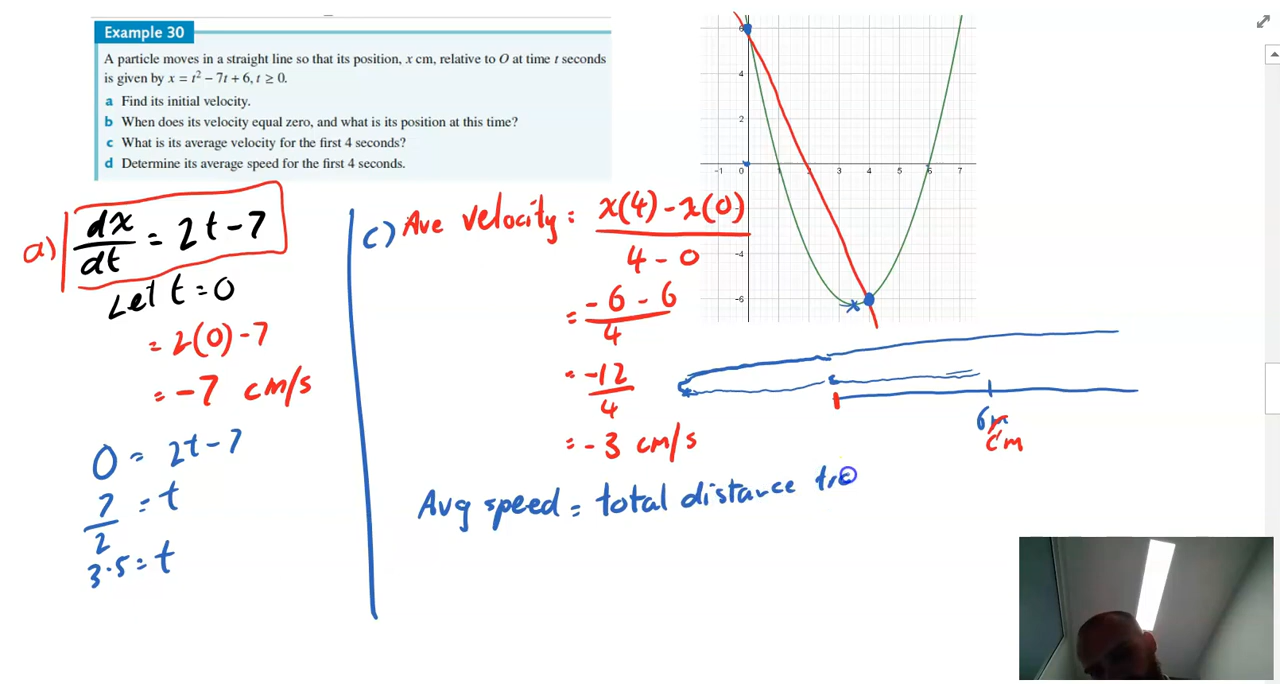 Example 30
A particle moves in a straight line so that its position, x cm, relative to O at time t seconds
is given by x = t² − 7t + 6, t ≥ 0.
a Find its initial velocity.
b When does its velocity equal zero, and what is its position at this time?
c What is its average velocity for the first 4 seconds?
d Determine its average speed for the first 4 seconds.
a) dx/dt = 2t − 7
Let t = 0
= 2(0) − 7
= −7 cm/s
0 = 2t − 7
7/2 = t
3.5 = t
c) Ave velocity = x(4) − x(0) / 4 − 0
= −6 − 6 / 4
= −12 / 4
= −3 cm/s
Avg speed = total distance tra
6
4
2
-1 0 1 2 3 4 5 6 7
-4
-6
6m
cm